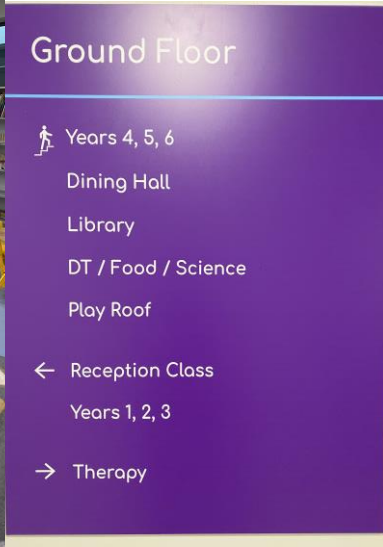 Ground Floor
Years 4, 5, 6
Dining Hall
Library
DT / Food / Science
Play Roof
← Reception Class
Years 1, 2, 3
→ Therapy